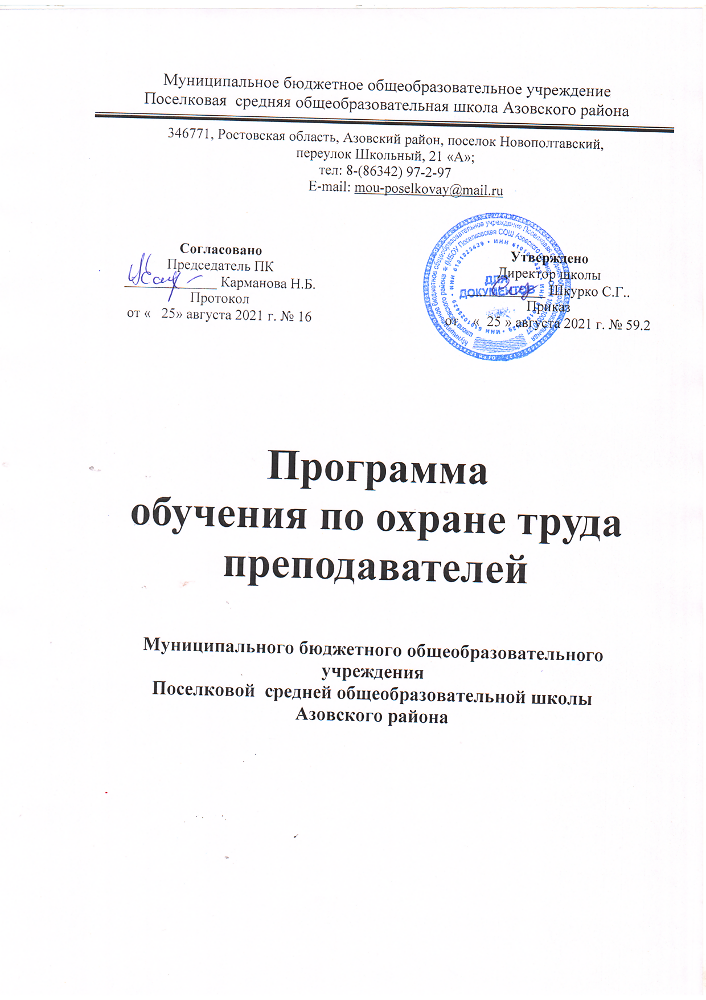 Муниципальное бюджетное общеобразовательное учреждение
Поселковая  средняя общеобразовательная школа Азовского района
346771, Ростовская область, Азовский район, поселок Новополтавский,
переулок Школьный, 21 «А»;
тел: 8-(86342) 97-2-97
E-mail: mou-poselkovay@mail.ru
Согласовано
Председатель ПК
____________ Карманова Н.Б.
Протокол
от «   25» августа 2021 г. № 16
Утверждено
Директор школы
Шкурко С.Г..
Приказ
от    «  25 » августа 2021 г. № 59.2
ДЛЯ
ДОКУМЕНТОВ
Программа
обучения по охране труда
преподавателей
Муниципального бюджетного общеобразовательного
учреждения
Поселковой  средней общеобразовательной школы
Азовского района